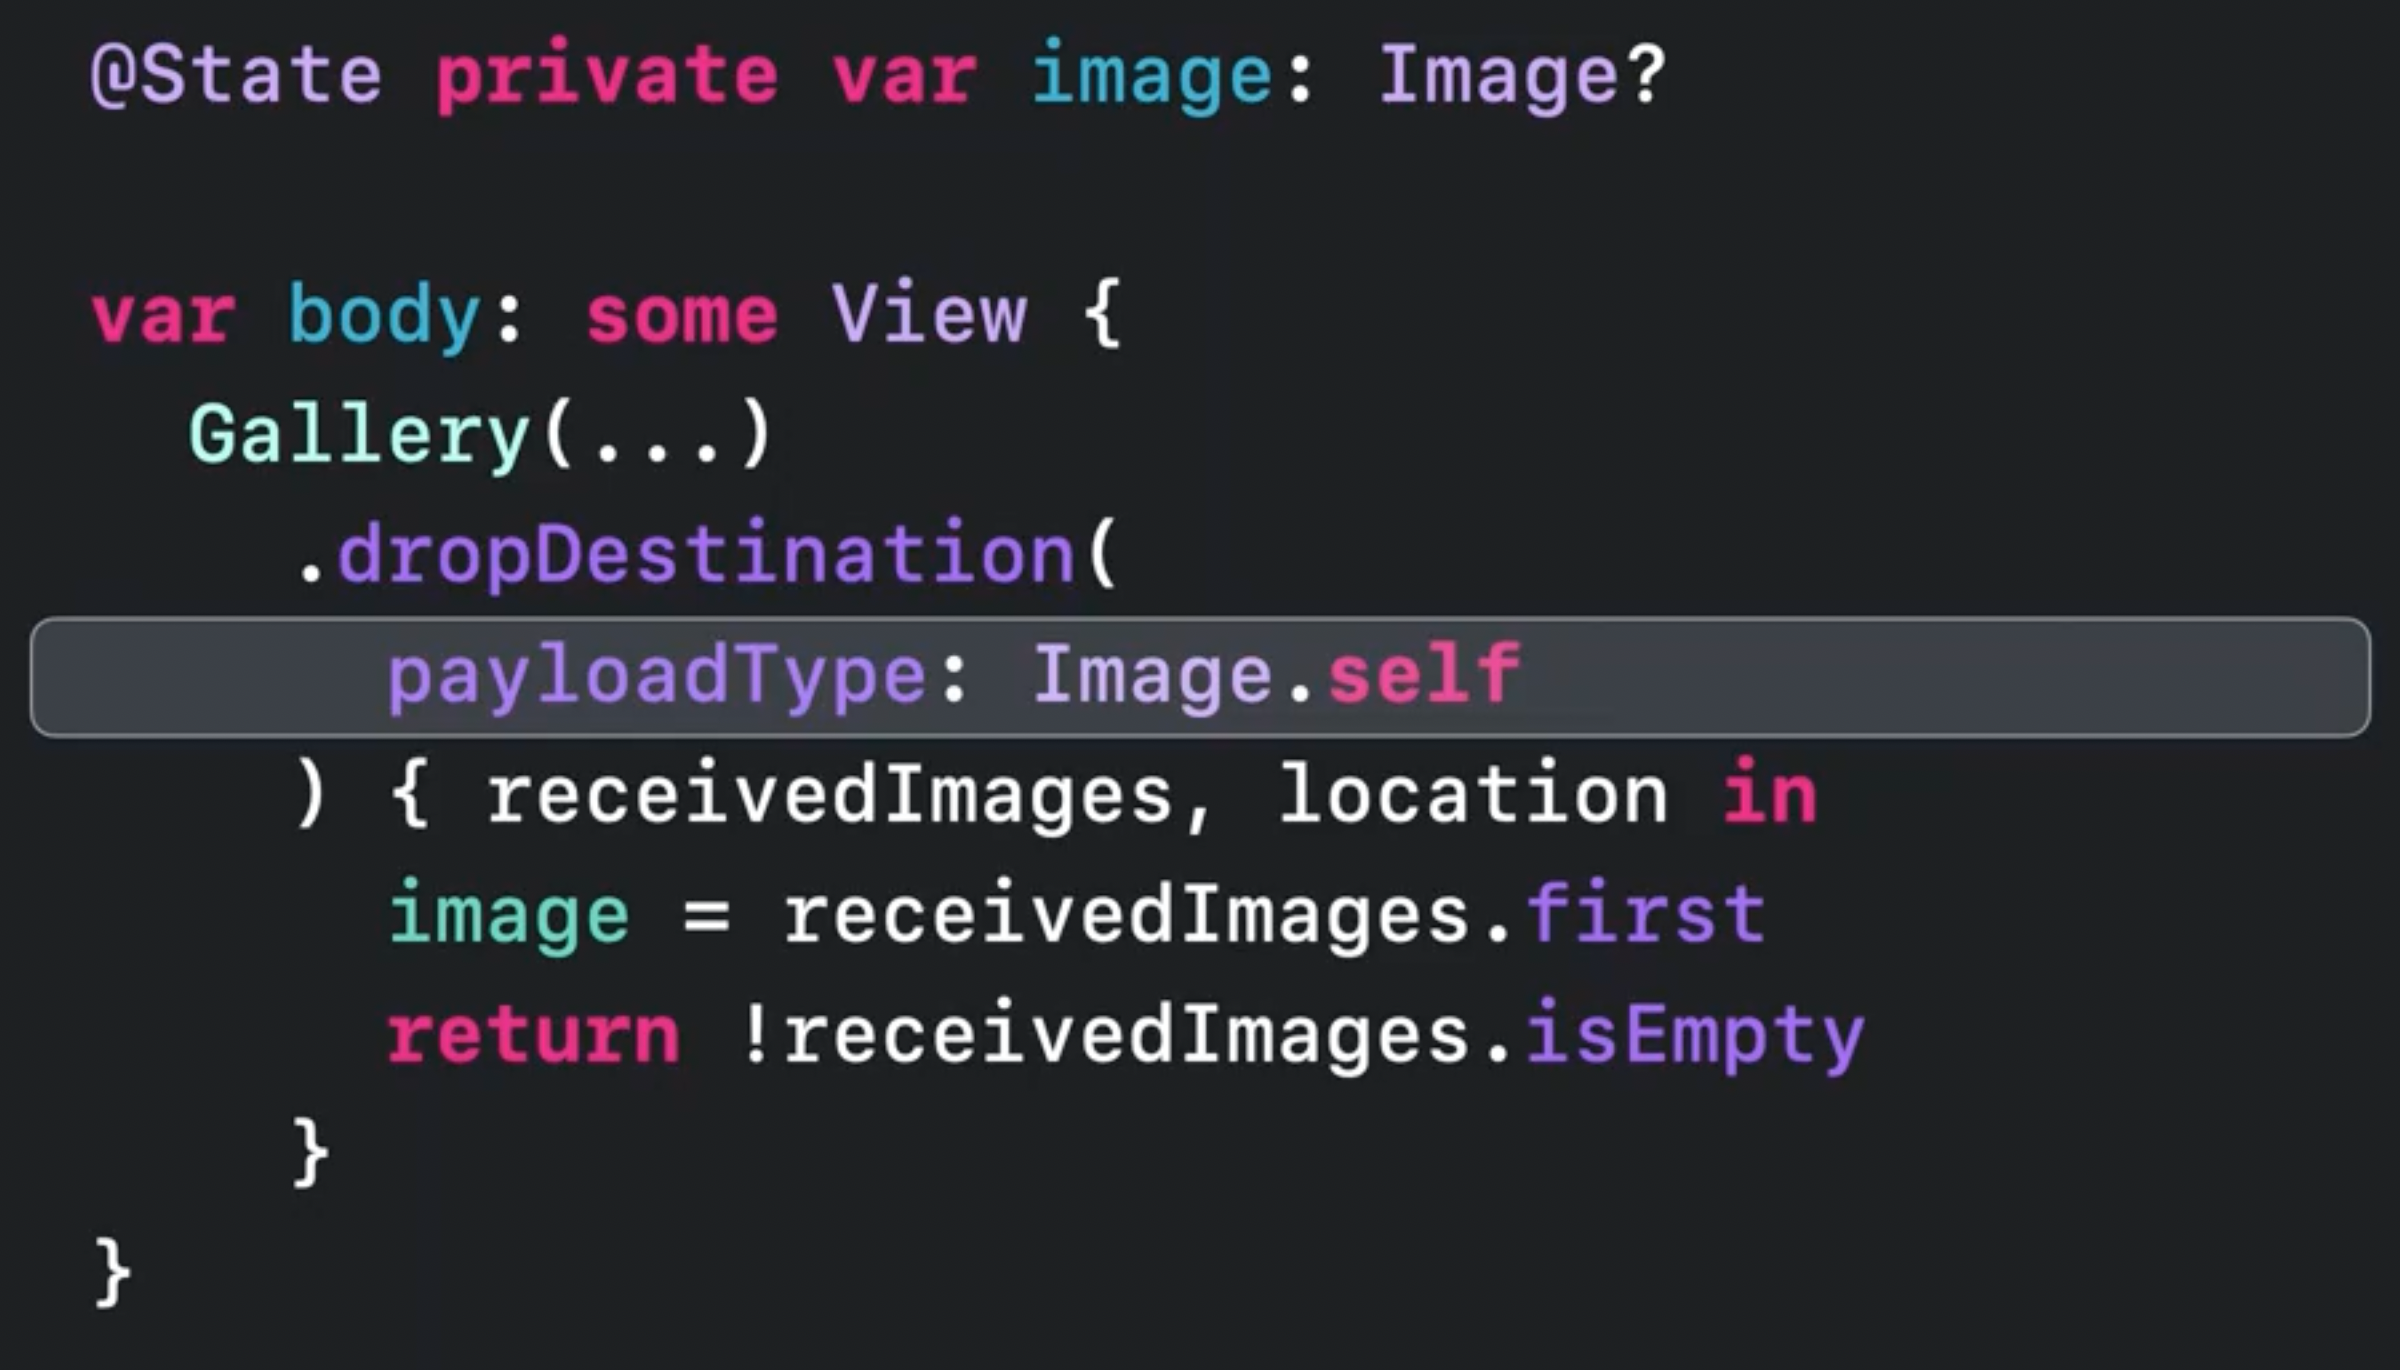 @State private var image: Image?
var body: some View {
Gallery(...)
.dropDestination(
payloadType: Image.self
) { receivedImages, location in
image = receivedImages.first
return !receivedImages.isEmpty
}
}